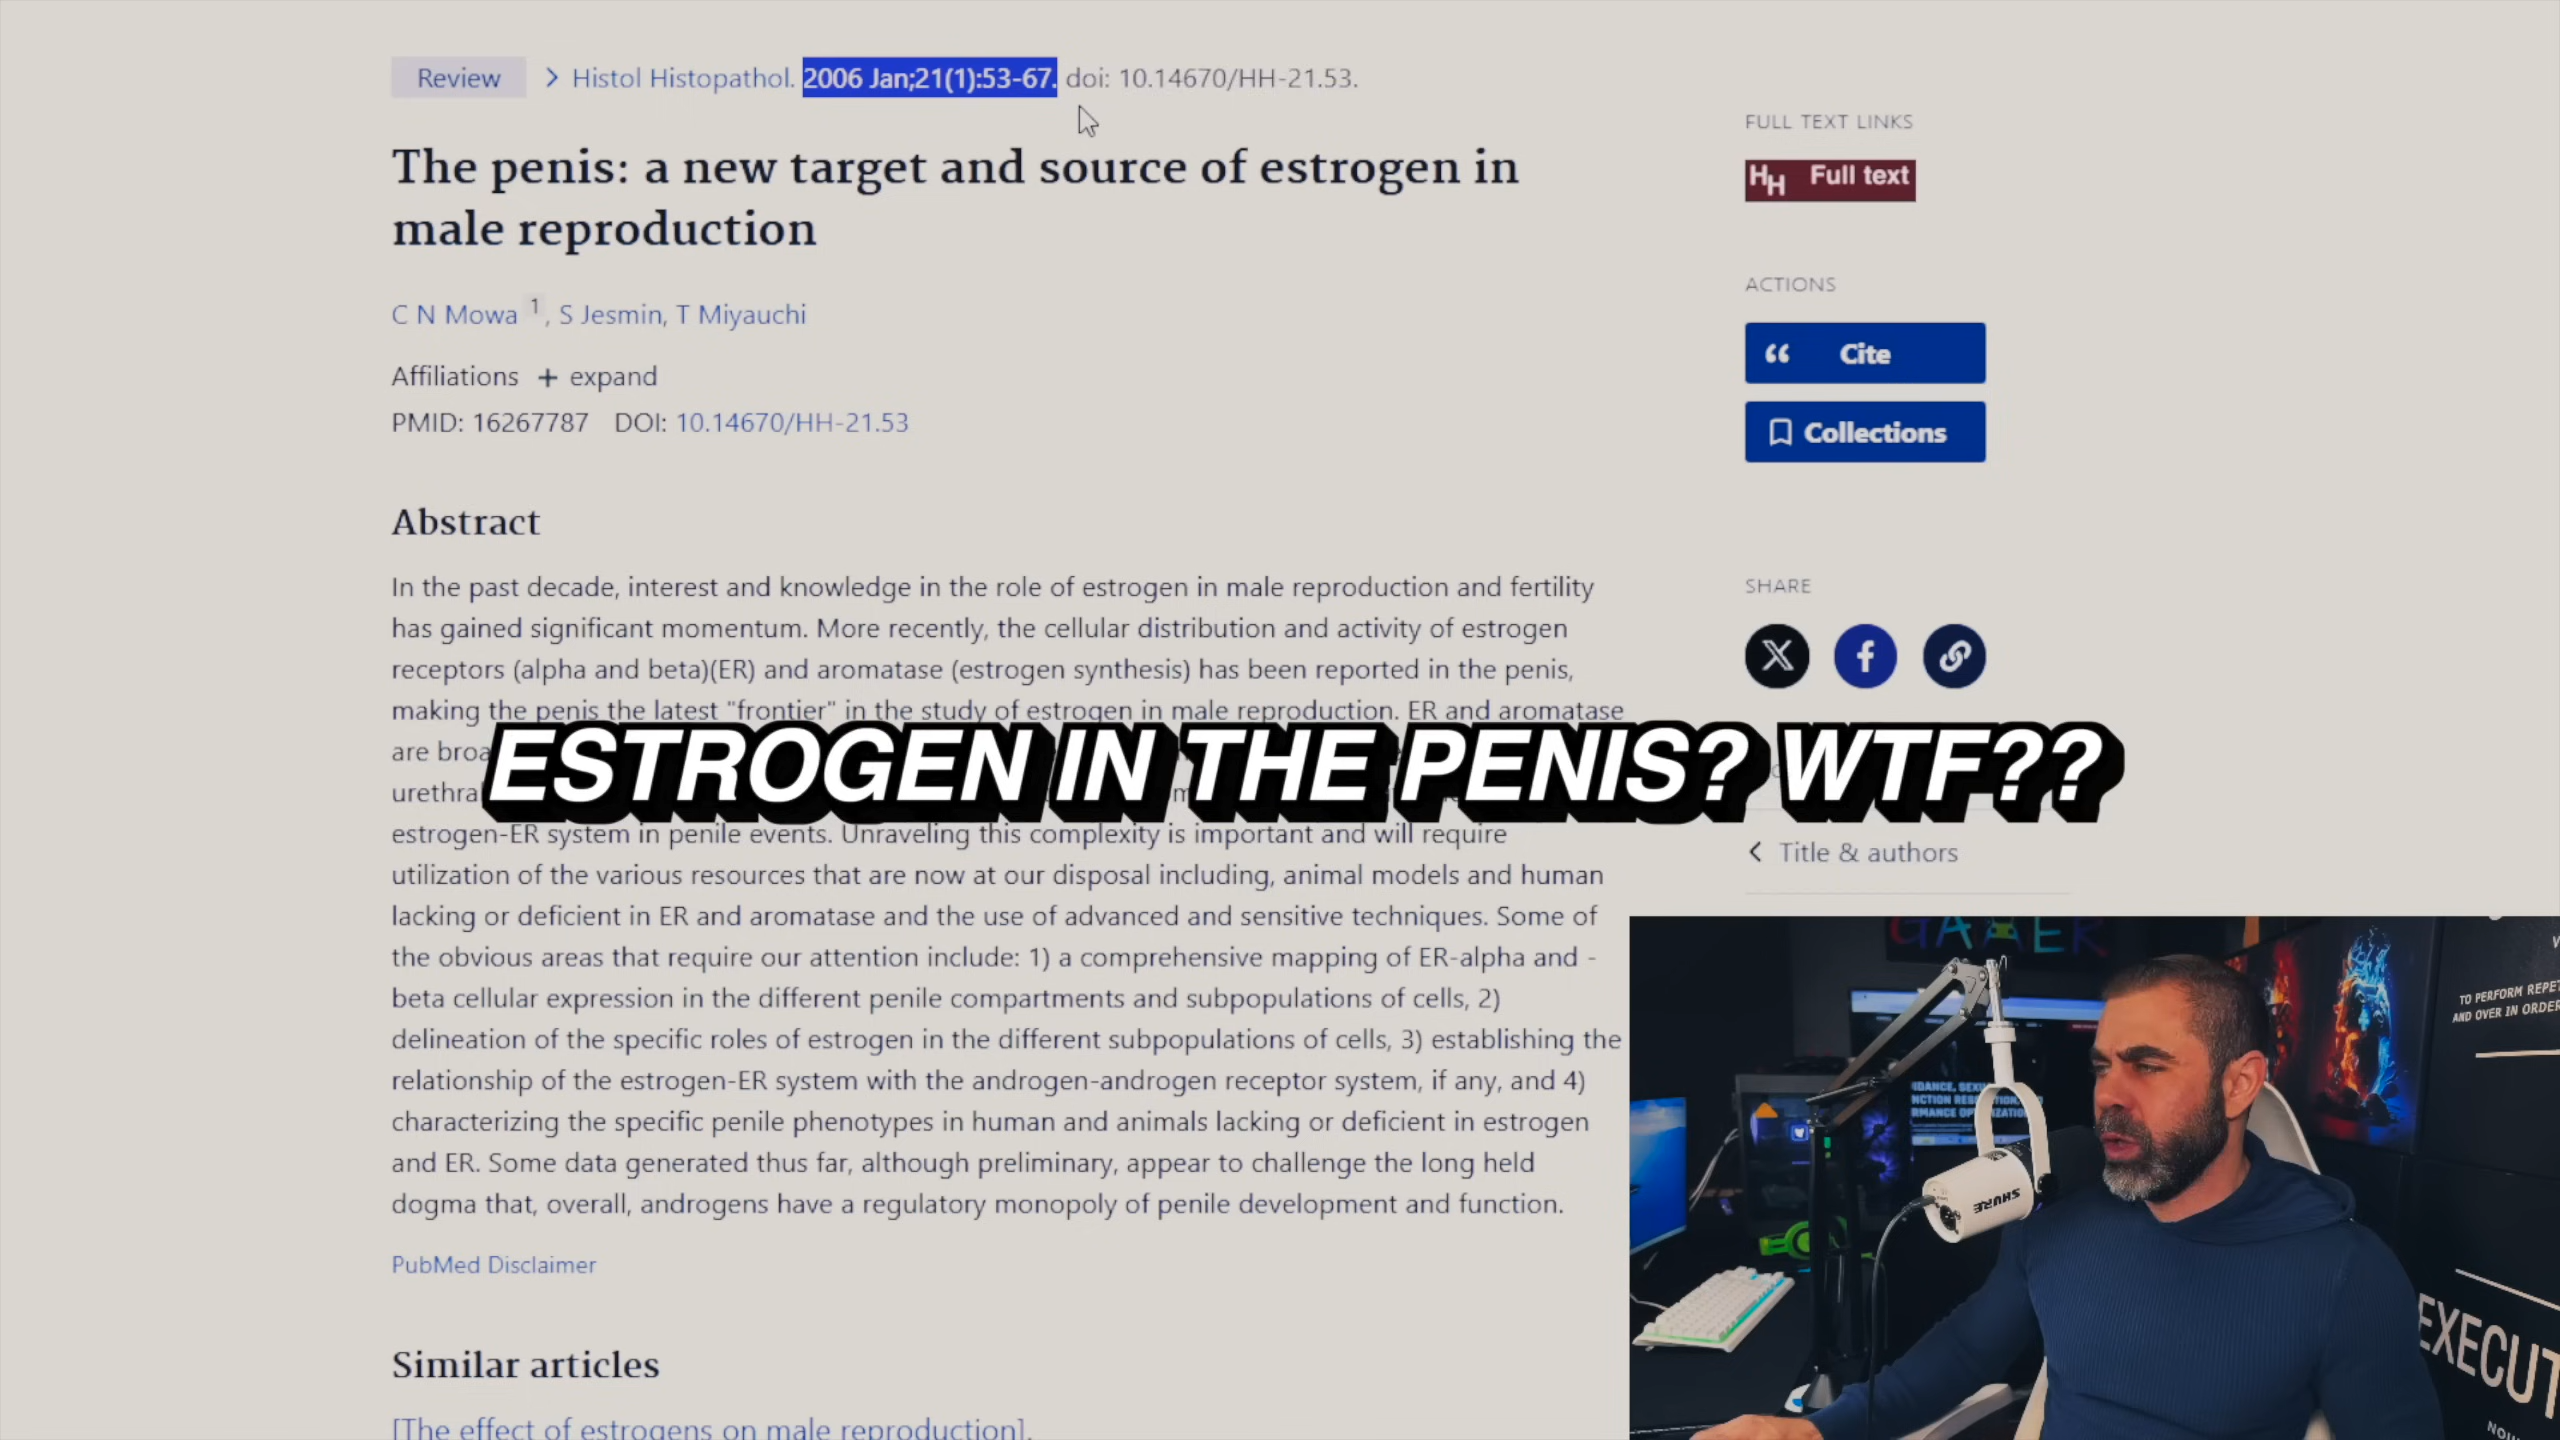 Review > Histol Histopathol. 2006 Jan;21(1):53-67. doi: 10.14670/HH-21.53.
The penis: a new target and source of estrogen in
male reproduction
C N Mowa 1, S Jesmin, T Miyauchi
Affiliations + expand
PMID: 16267787 DOI: 10.14670/HH-21.53
Abstract
In the past decade, interest and knowledge in the role of estrogen in male reproduction and fertility
has gained significant momentum. More recently, the cellular distribution and activity of estrogen
receptors (alpha and beta)(ER) and aromatase (estrogen synthesis) has been reported in the penis,
making the penis the latest "frontier" in the study of estrogen in male reproduction. ER and aromatase
are
urethra
ESTROGEN IN THE PENIS? WTF??
estrogen-ER system in penile events. Unraveling this complexity is important and will require
utilization of the various resources that are now at our disposal including, animal models and human
lacking or deficient in ER and aromatase and the use of advanced and sensitive techniques. Some of
the obvious areas that require our attention include: 1) a comprehensive mapping of ER-alpha and -
beta cellular expression in the different penile compartments and subpopulations of cells, 2)
delineation of the specific roles of estrogen in the different subpopulations of cells, 3) establishing the
relationship of the estrogen-ER system with the androgen-androgen receptor system, if any, and 4)
characterizing the specific penile phenotypes in human and animals lacking or deficient in estrogen
and ER. Some data generated thus far, although preliminary, appear to challenge the long held
dogma that, overall, androgens have a regulatory monopoly of penile development and function.
PubMed Disclaimer
Similar articles
[The effect of estrogens on male reproduction].
FULL TEXT LINKS
HH Full text
ACTIONS
Cite
Collections
SHARE
Title & authors
GAMER
SHURE
TO PERFORM REPET
AND OVER IN ORDER
EXECUT